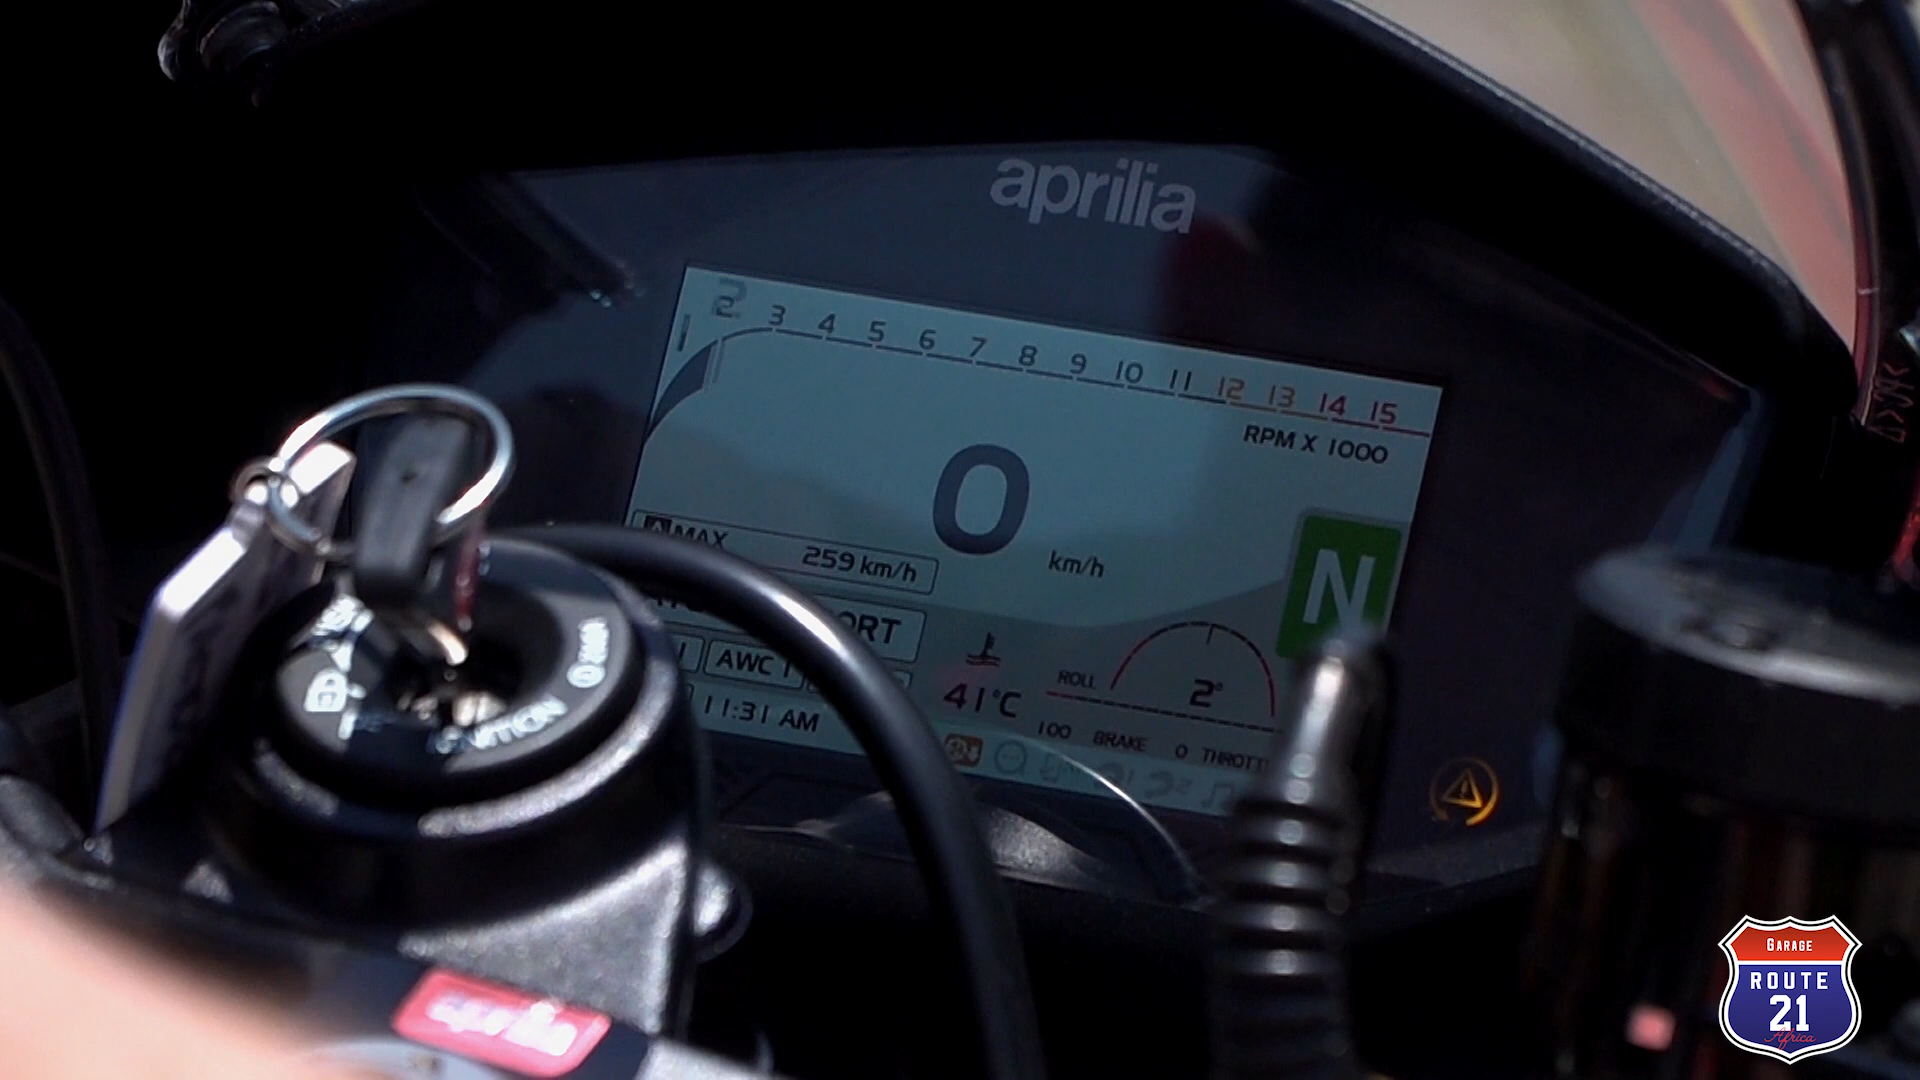 aprilia
1 2 3 4 5 6 7 8 9 10 11 12 13 14 15
RPM X 1000
0 km/h
MAX
259 km/h
N
AWC 1
41°C
ROLL
2°
11:31 AM
100 BRAKE 0
IGNITION
aprilia
GARAGE
ROUTE
21
Africa